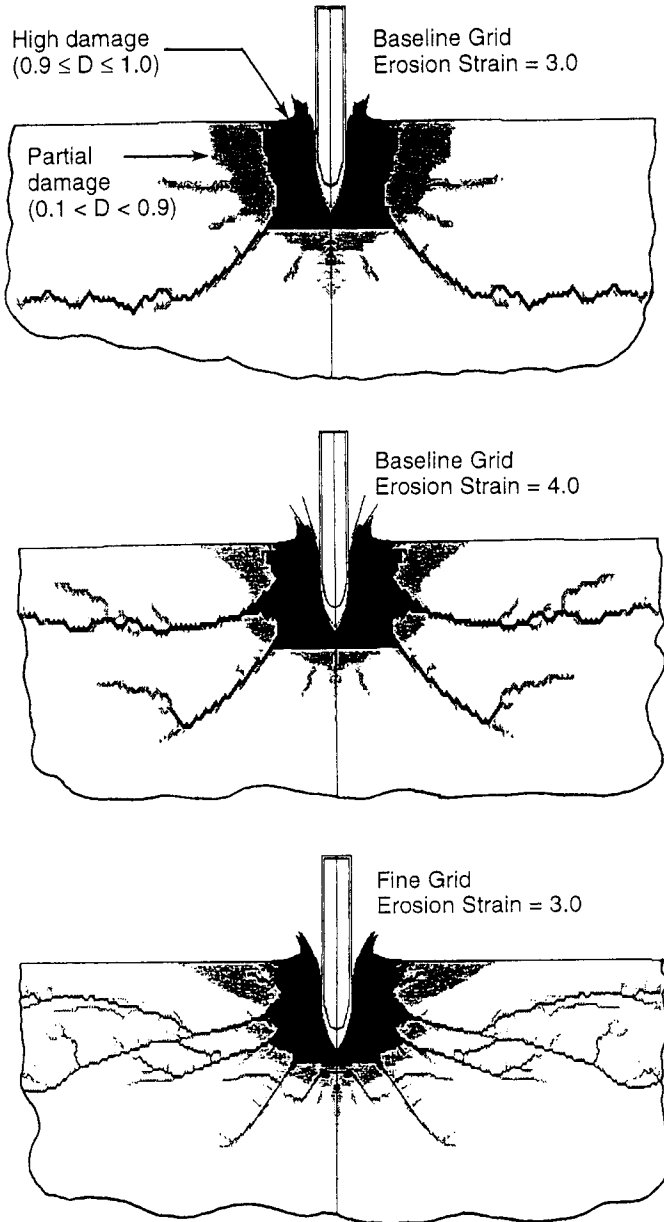 High damage
(0.9 ≤ D ≤ 1.0)
Baseline Grid
Erosion Strain = 3.0
Partial
damage
(0.1 < D < 0.9)
Baseline Grid
Erosion Strain = 4.0
Fine Grid
Erosion Strain = 3.0